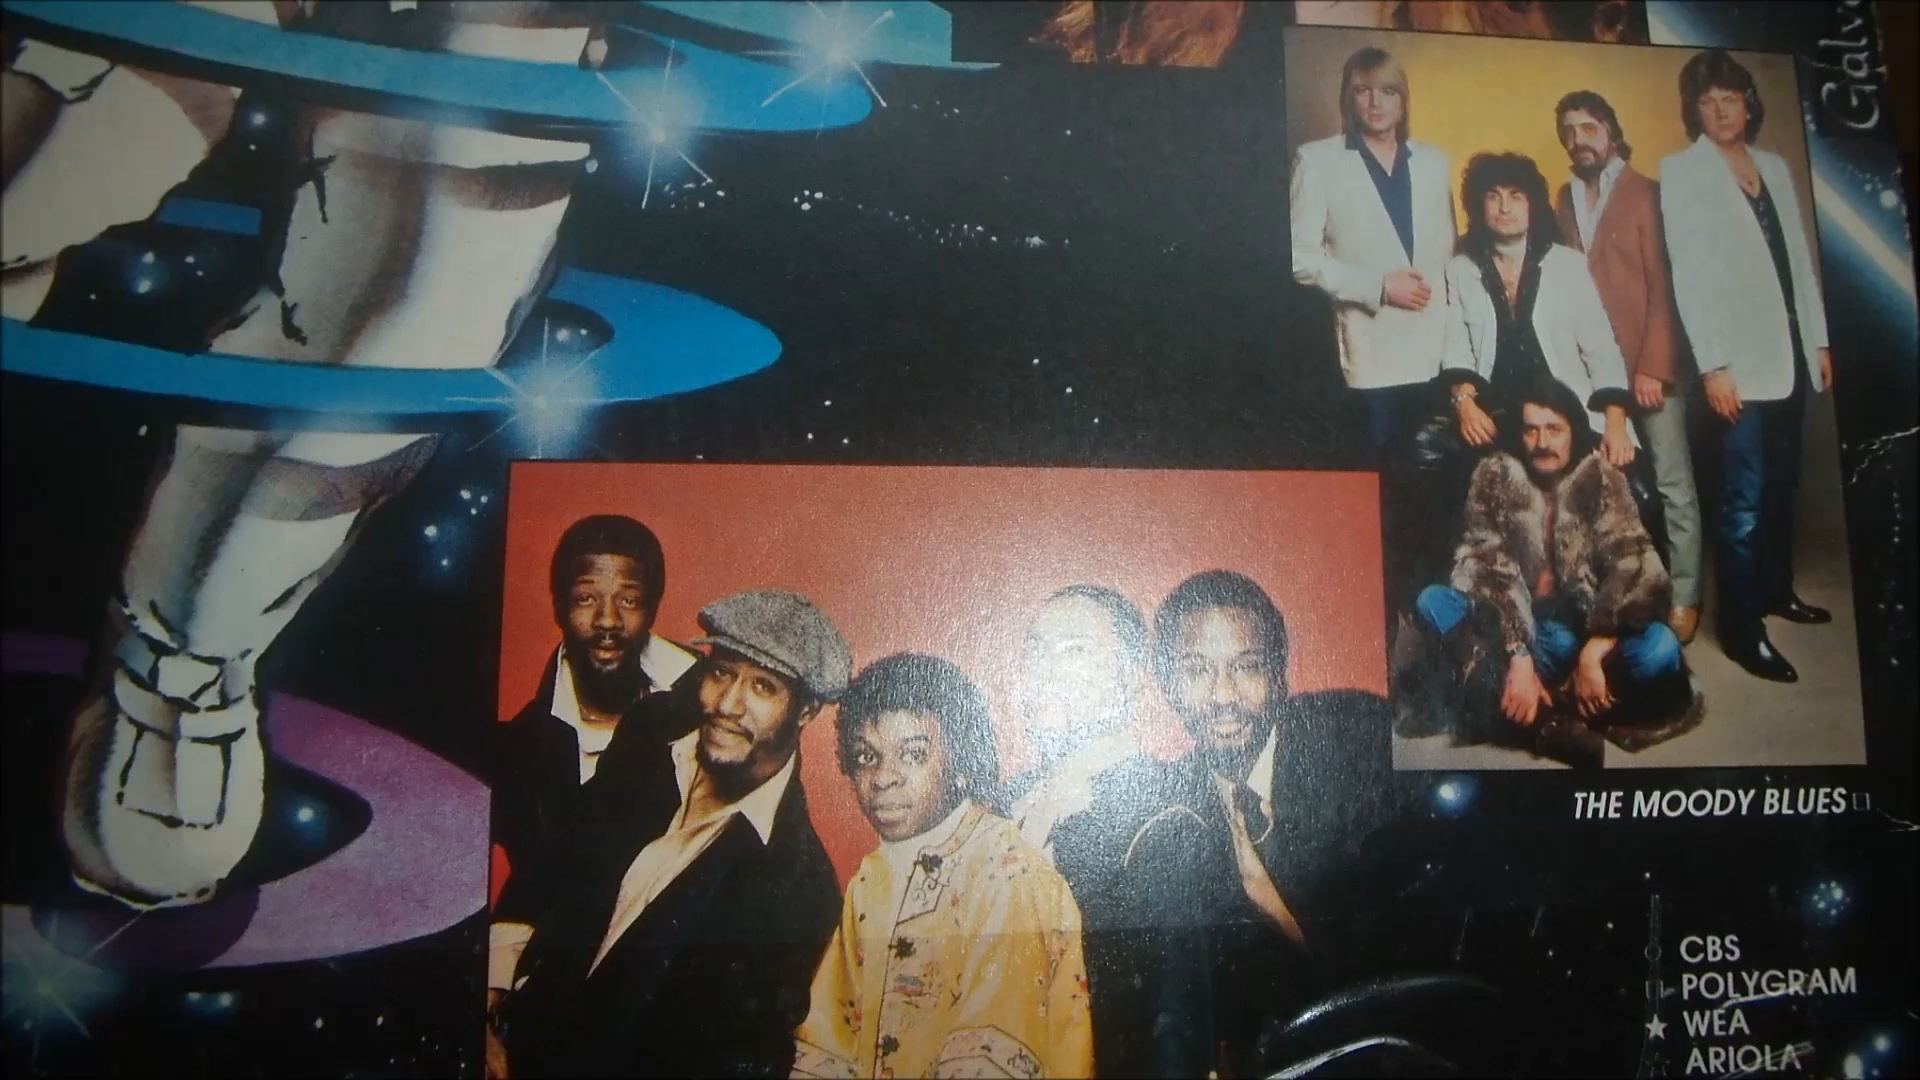 THE MOODY BLUES □
CBS
POLYGRAM
WEA
ARIOLA